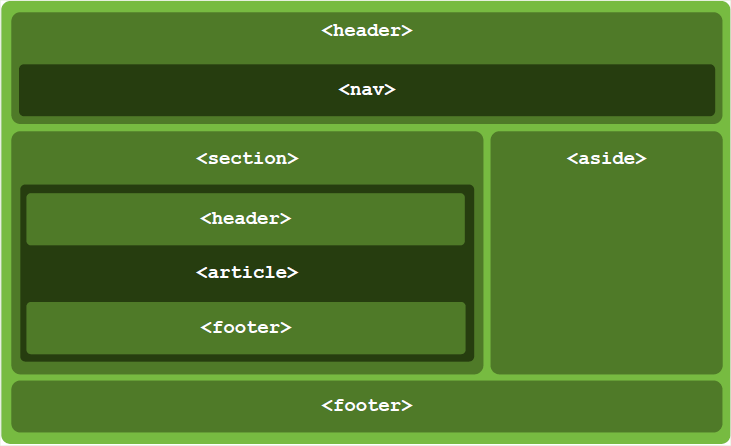 <header>
<nav>
<section>
<aside>
<header>
<article>
<footer>
<footer>